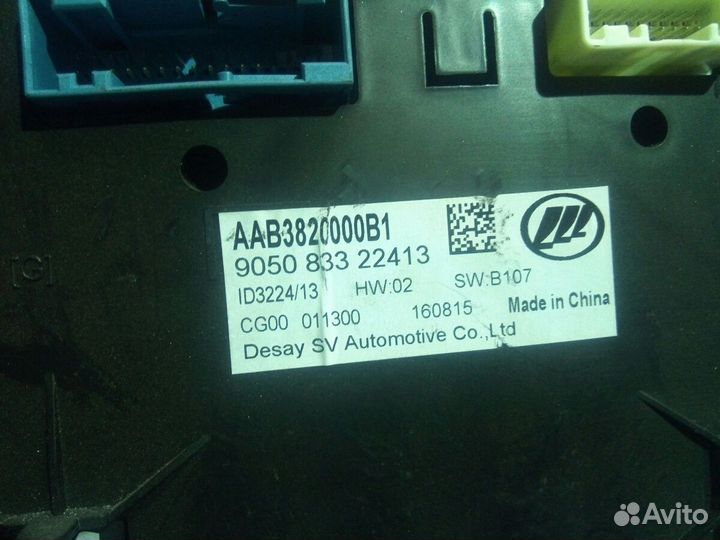 AAB3820000B1
9050 833 22413
ID3224/13 HW:02 SW:B107
CG00 011300 160815 Made in China
Desay SV Automotive Co.,Ltd
[G]
Avito